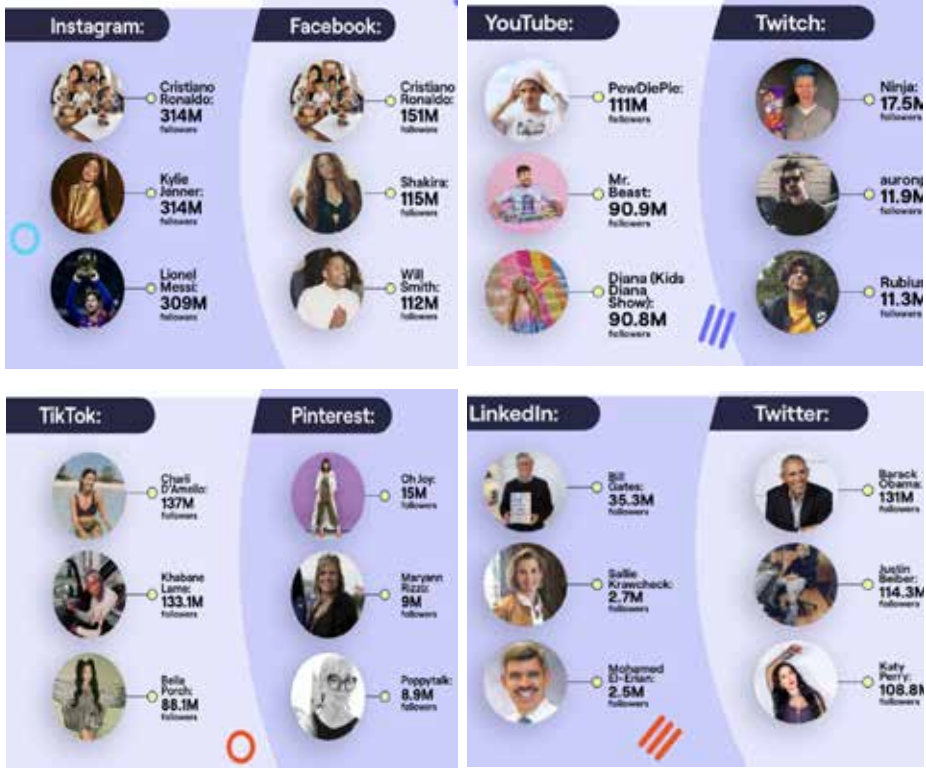 Instagram:
Cristiano
Ronaldo:
314M
followers
Kylie
Jenner:
314M
followers
Lionel
Messi:
309M
followers
Facebook:
Cristiano
Ronaldo:
151M
followers
Shakira:
115M
followers
Will
Smith:
112M
followers
YouTube:
PewDiePie:
111M
followers
Mr.
Beast:
90.9M
followers
Diana (Kids
Diana
Show):
90.8M
followers
Twitch:
Ninja:
17.5M
followers
11.9M
followers
Rubius
11.3M
followers
TikTok:
Charli
D'Amelio:
137M
followers
Khabane
Lame:
133.1M
followers
Bella
Porch:
88.1M
followers
Pinterest:
Oh Joy:
15M
followers
Maryann
Rizzo:
9M
followers
Poppytalk:
8.9M
followers
LinkedIn:
Bill
Gates:
35.3M
followers
Sallie
Krawcheck:
2.7M
followers
Mohamed
El-Erian:
2.5M
followers
Twitter:
Barack
Obama:
131M
followers
Justin
Beiber:
114.3M
followers
Katy
Perry:
108.8M
followers